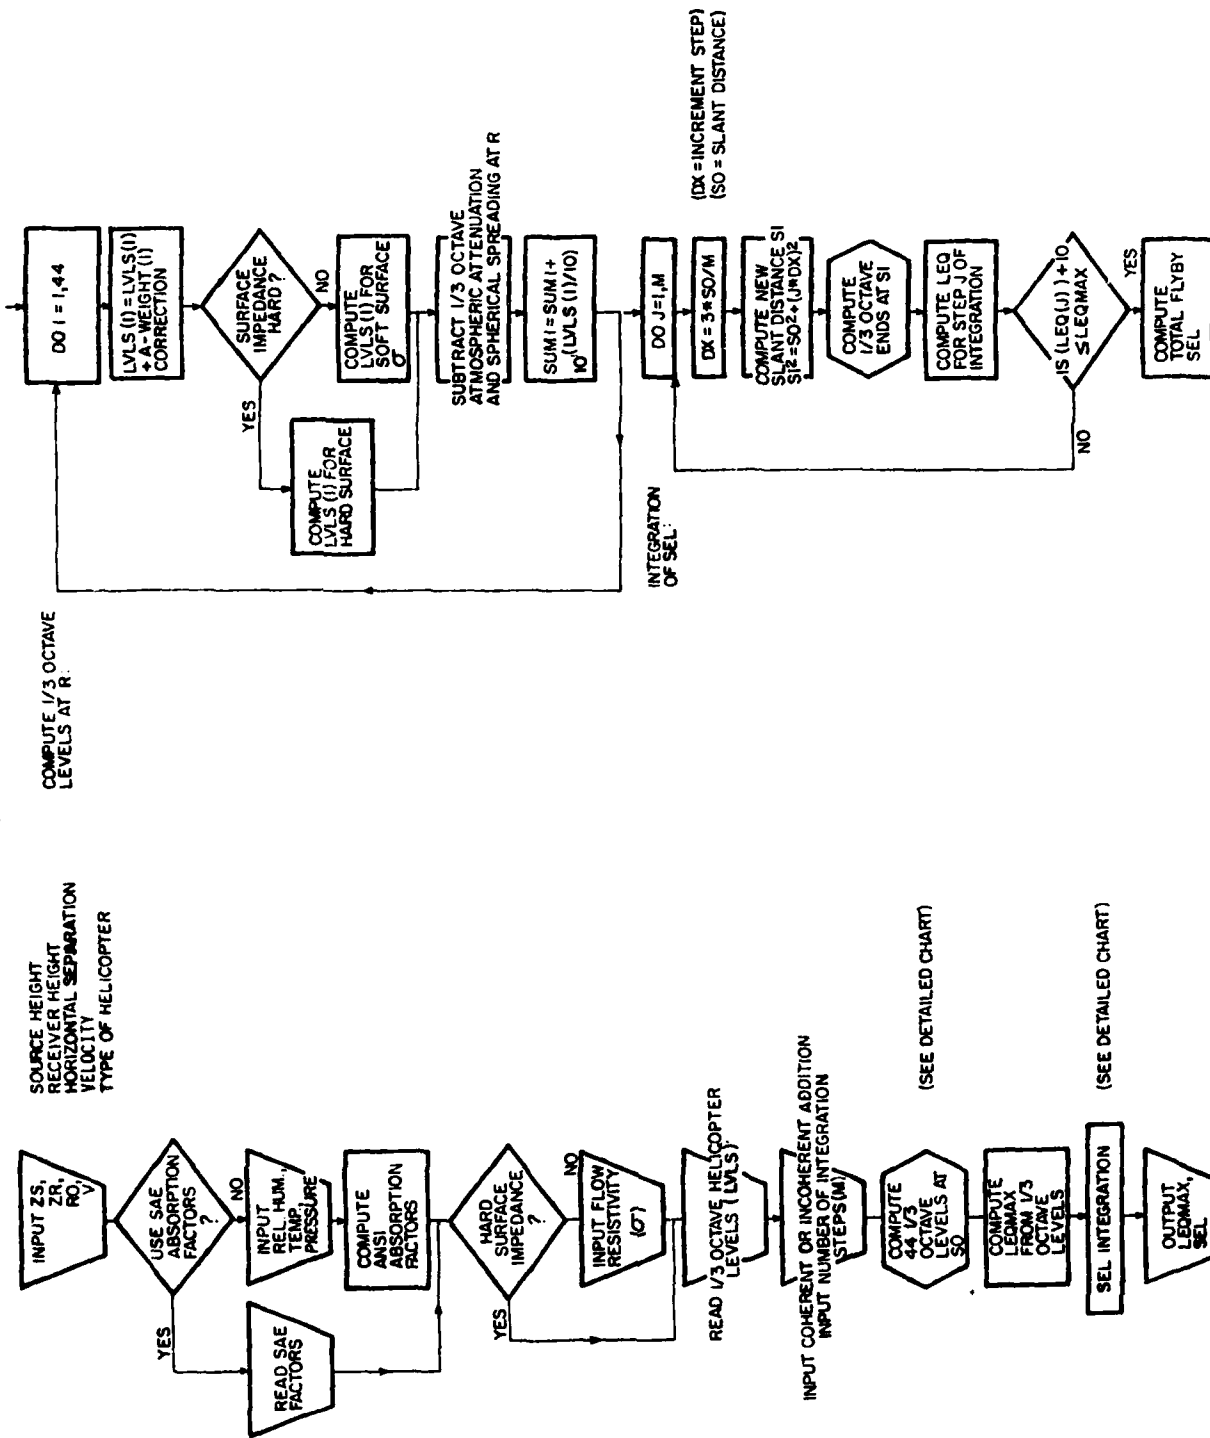 SOURCE HEIGHT
RECEIVER HEIGHT
HORIZONTAL SEPARATION
VELOCITY
TYPE OF HELICOPTER
INPUT ZS,
ZR,
RO,
V
USE SAE
ABSORPTION
FACTORS
?
YES
NO
READ SAE
FACTORS
INPUT
REL. HUM.,
TEMP.,
PRESSURE
COMPUTE
ANSI
ABSORPTION
FACTORS
HARD
SURFACE
IMPEDANCE
?
YES
NO
INPUT FLOW
RESISTIVITY
(σ)
READ 1/3 OCTAVE HELICOPTER
LEVELS (LVLS):
INPUT COHERENT OR INCOHERENT ADDITION
INPUT NUMBER OF INTEGRATION
STEPS (M)
COMPUTE
44 1/3
OCTAVE
LEVELS AT
SO
(SEE DETAILED CHART)
COMPUTE
LEQMAX
FROM 1/3
OCTAVE
LEVELS
SEL INTEGRATION
(SEE DETAILED CHART)
OUTPUT
LEQMAX,
SEL
COMPUTE 1/3 OCTAVE
LEVELS AT R:
DO I = 1,44
LVLS (I) = LVLS (I)
+ A-WEIGHT (I)
CORRECTION
SURFACE
IMPEDANCE
HARD ?
YES
NO
COMPUTE
LVLS (I) FOR
HARD SURFACE
COMPUTE
LVLS (I) FOR
SOFT SURFACE
σ
SUBTRACT 1/3 OCTAVE
ATMOSPHERIC ATTENUATION
AND SPHERICAL SPREADING AT R
SUM I = SUM I +
10(LVLS (I)/10)
INTEGRATION
OF SEL:
DO J=1,M
DX = 3* SO/M
(DX = INCREMENT STEP)
(SO = SLANT DISTANCE)
COMPUTE NEW
SLANT DISTANCE SI
SI²=SO²+(J*DX)²
COMPUTE
1/3 OCTAVE
ENDS AT SI
COMPUTE LEQ
FOR STEP J OF
INTEGRATION
IS (LEQ(J)) + 10
≤ LEQMAX
NO
YES
COMPUTE
TOTAL FLYBY
SEL